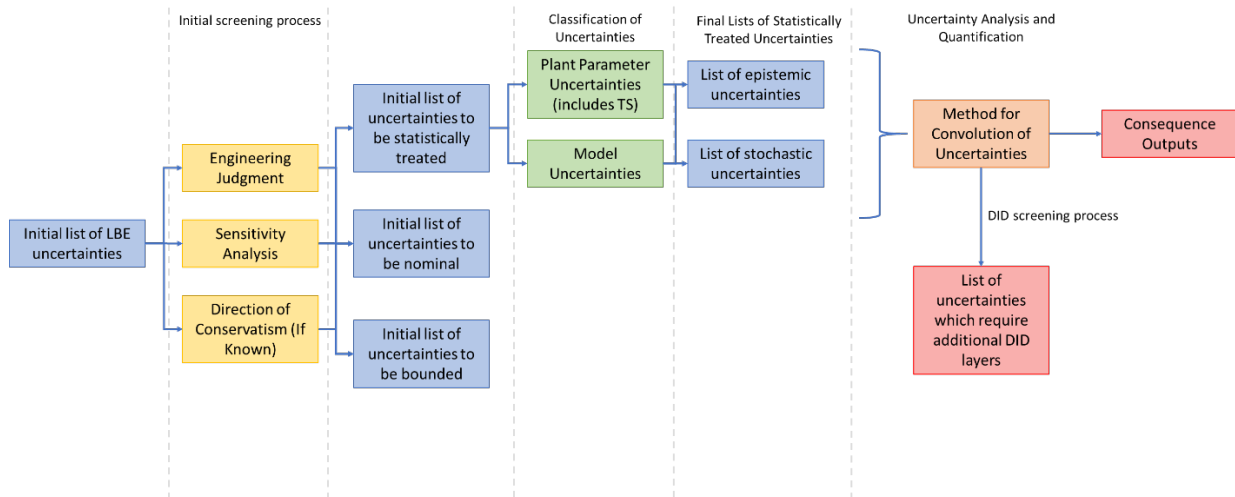 Initial screening process
Classification of
Uncertainties
Final Lists of Statistically
Treated Uncertainties
Uncertainty Analysis and
Quantification
Initial list of LBE
uncertainties
Engineering
Judgment
Sensitivity
Analysis
Direction of
Conservatism (If
Known)
Initial list of
uncertainties to
be statistically
treated
Initial list of
uncertainties to
be nominal
Initial list of
uncertainties to
be bounded
Plant Parameter
Uncertainties
(includes TS)
Model
Uncertainties
List of epistemic
uncertainties
List of stochastic
uncertainties
Method for
Convolution of
Uncertainties
Consequence
Outputs
DID screening process
List of
uncertainties
which require
additional DID
layers